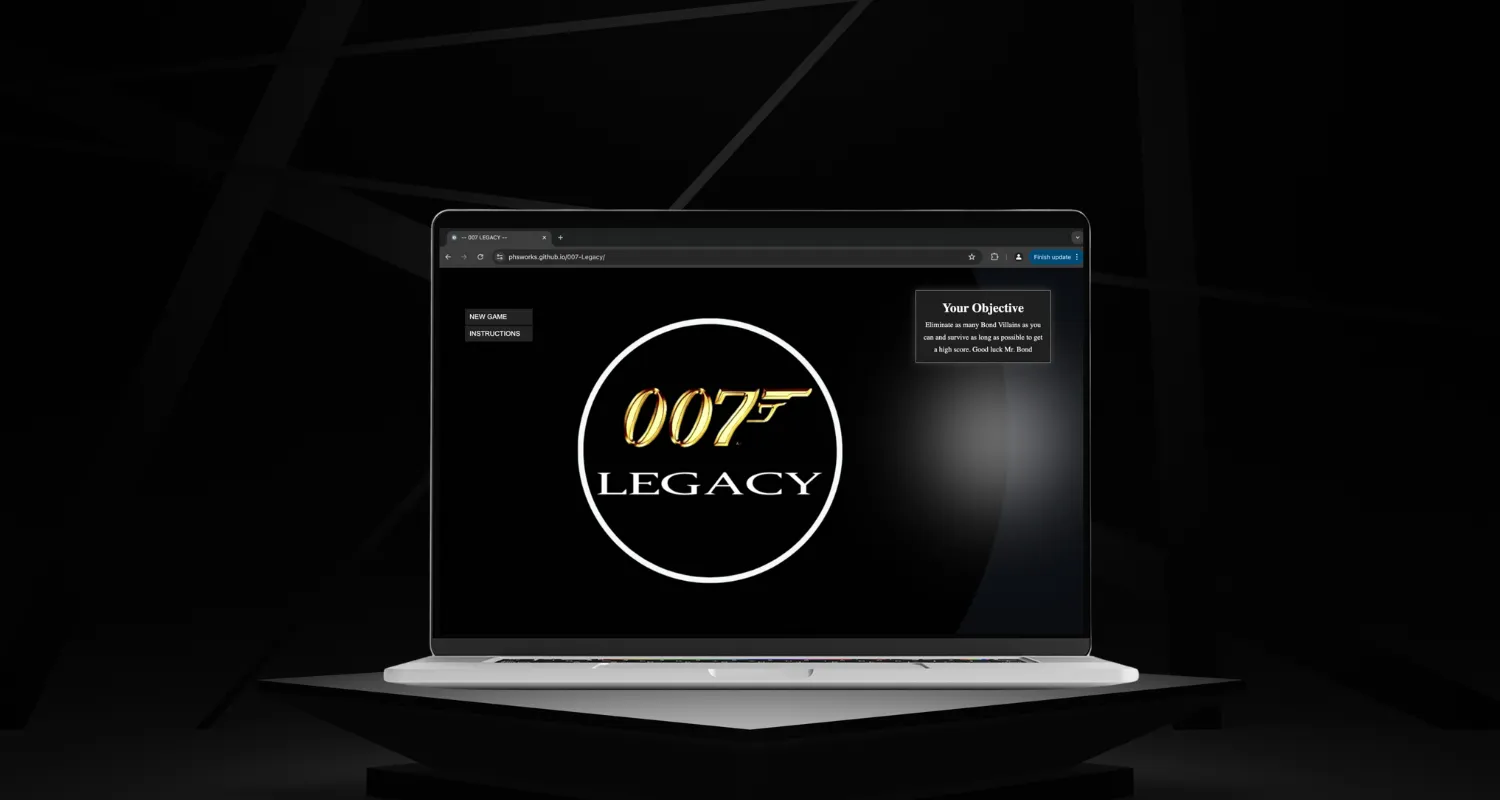 -- 007 LEGACY --
phsworks.github.io/007-Legacy/
Finish update
NEW GAME
INSTRUCTIONS
Your Objective
Eliminate as many Bond Villains as you
can and survive as long as possible to get
a high score. Good luck Mr. Bond
007
LEGACY